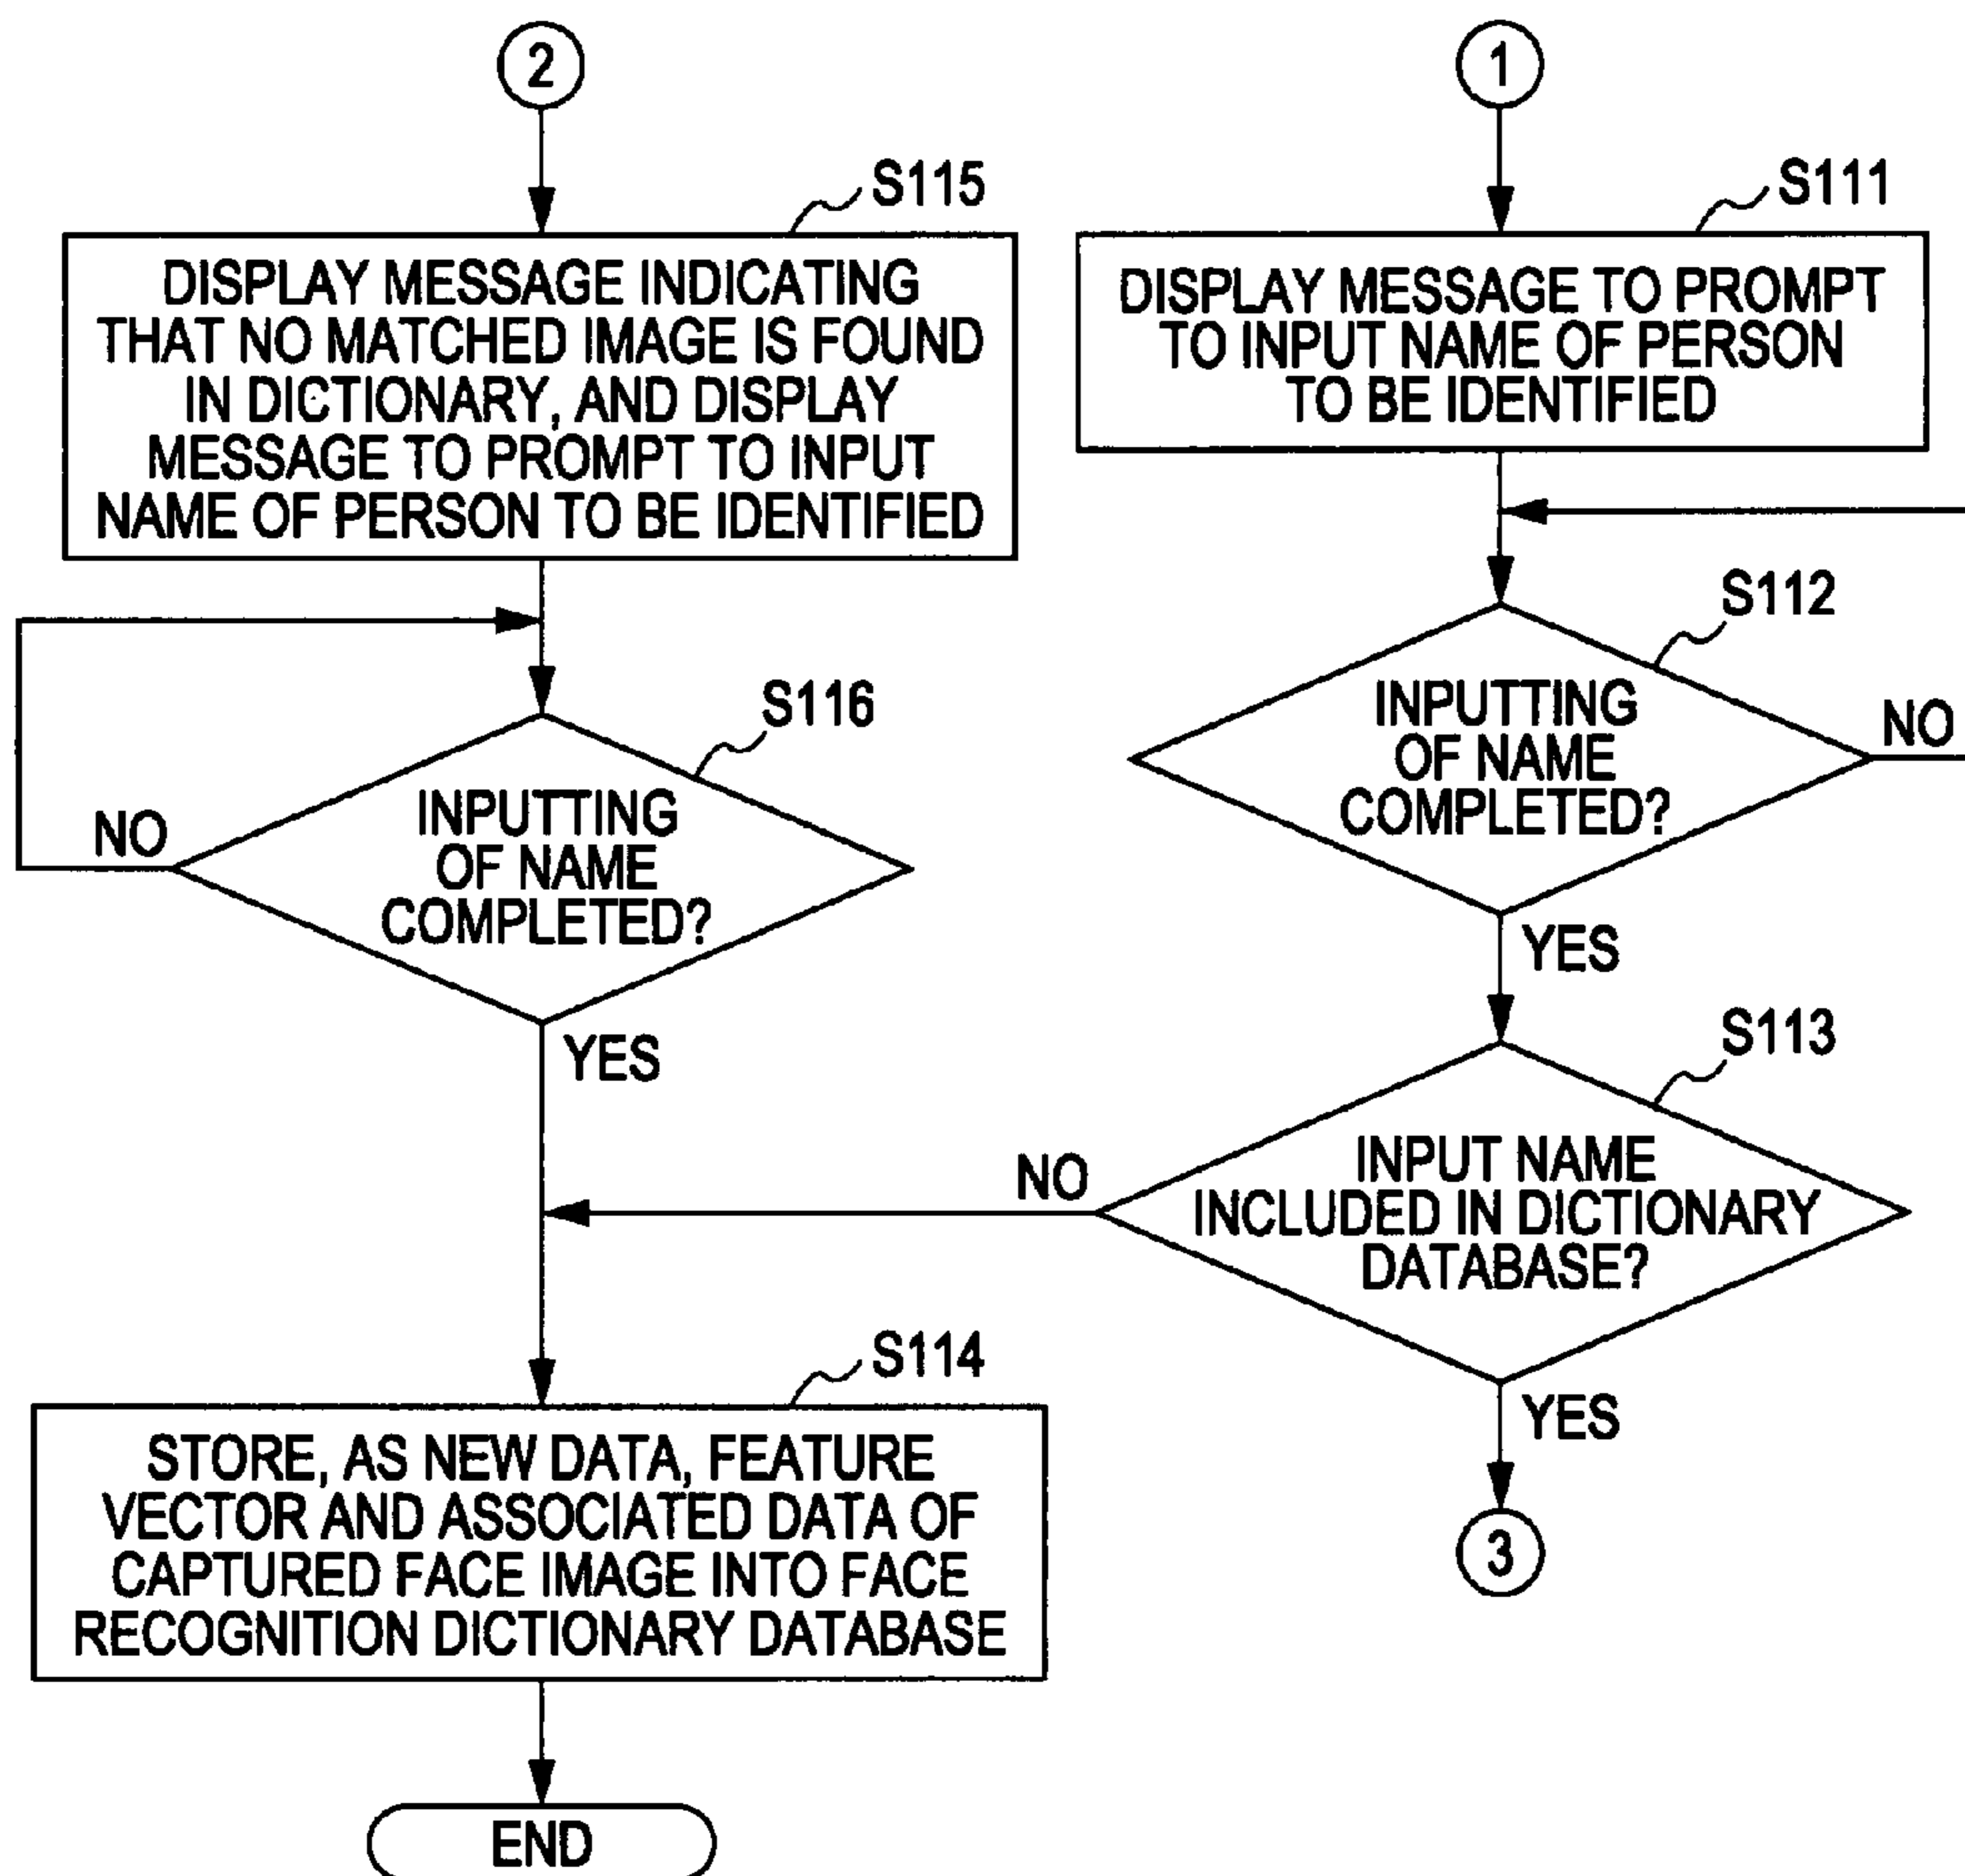 2
S115
DISPLAY MESSAGE INDICATING
THAT NO MATCHED IMAGE IS FOUND
IN DICTIONARY, AND DISPLAY
MESSAGE TO PROMPT TO INPUT
NAME OF PERSON TO BE IDENTIFIED
S116
INPUTTING
OF NAME
COMPLETED?
NO
YES
1
S111
DISPLAY MESSAGE TO PROMPT
TO INPUT NAME OF PERSON
TO BE IDENTIFIED
S112
INPUTTING
OF NAME
COMPLETED?
NO
YES
S113
INPUT NAME
INCLUDED IN DICTIONARY
DATABASE?
NO
YES
3
S114
STORE, AS NEW DATA, FEATURE
VECTOR AND ASSOCIATED DATA OF
CAPTURED FACE IMAGE INTO FACE
RECOGNITION DICTIONARY DATABASE
END